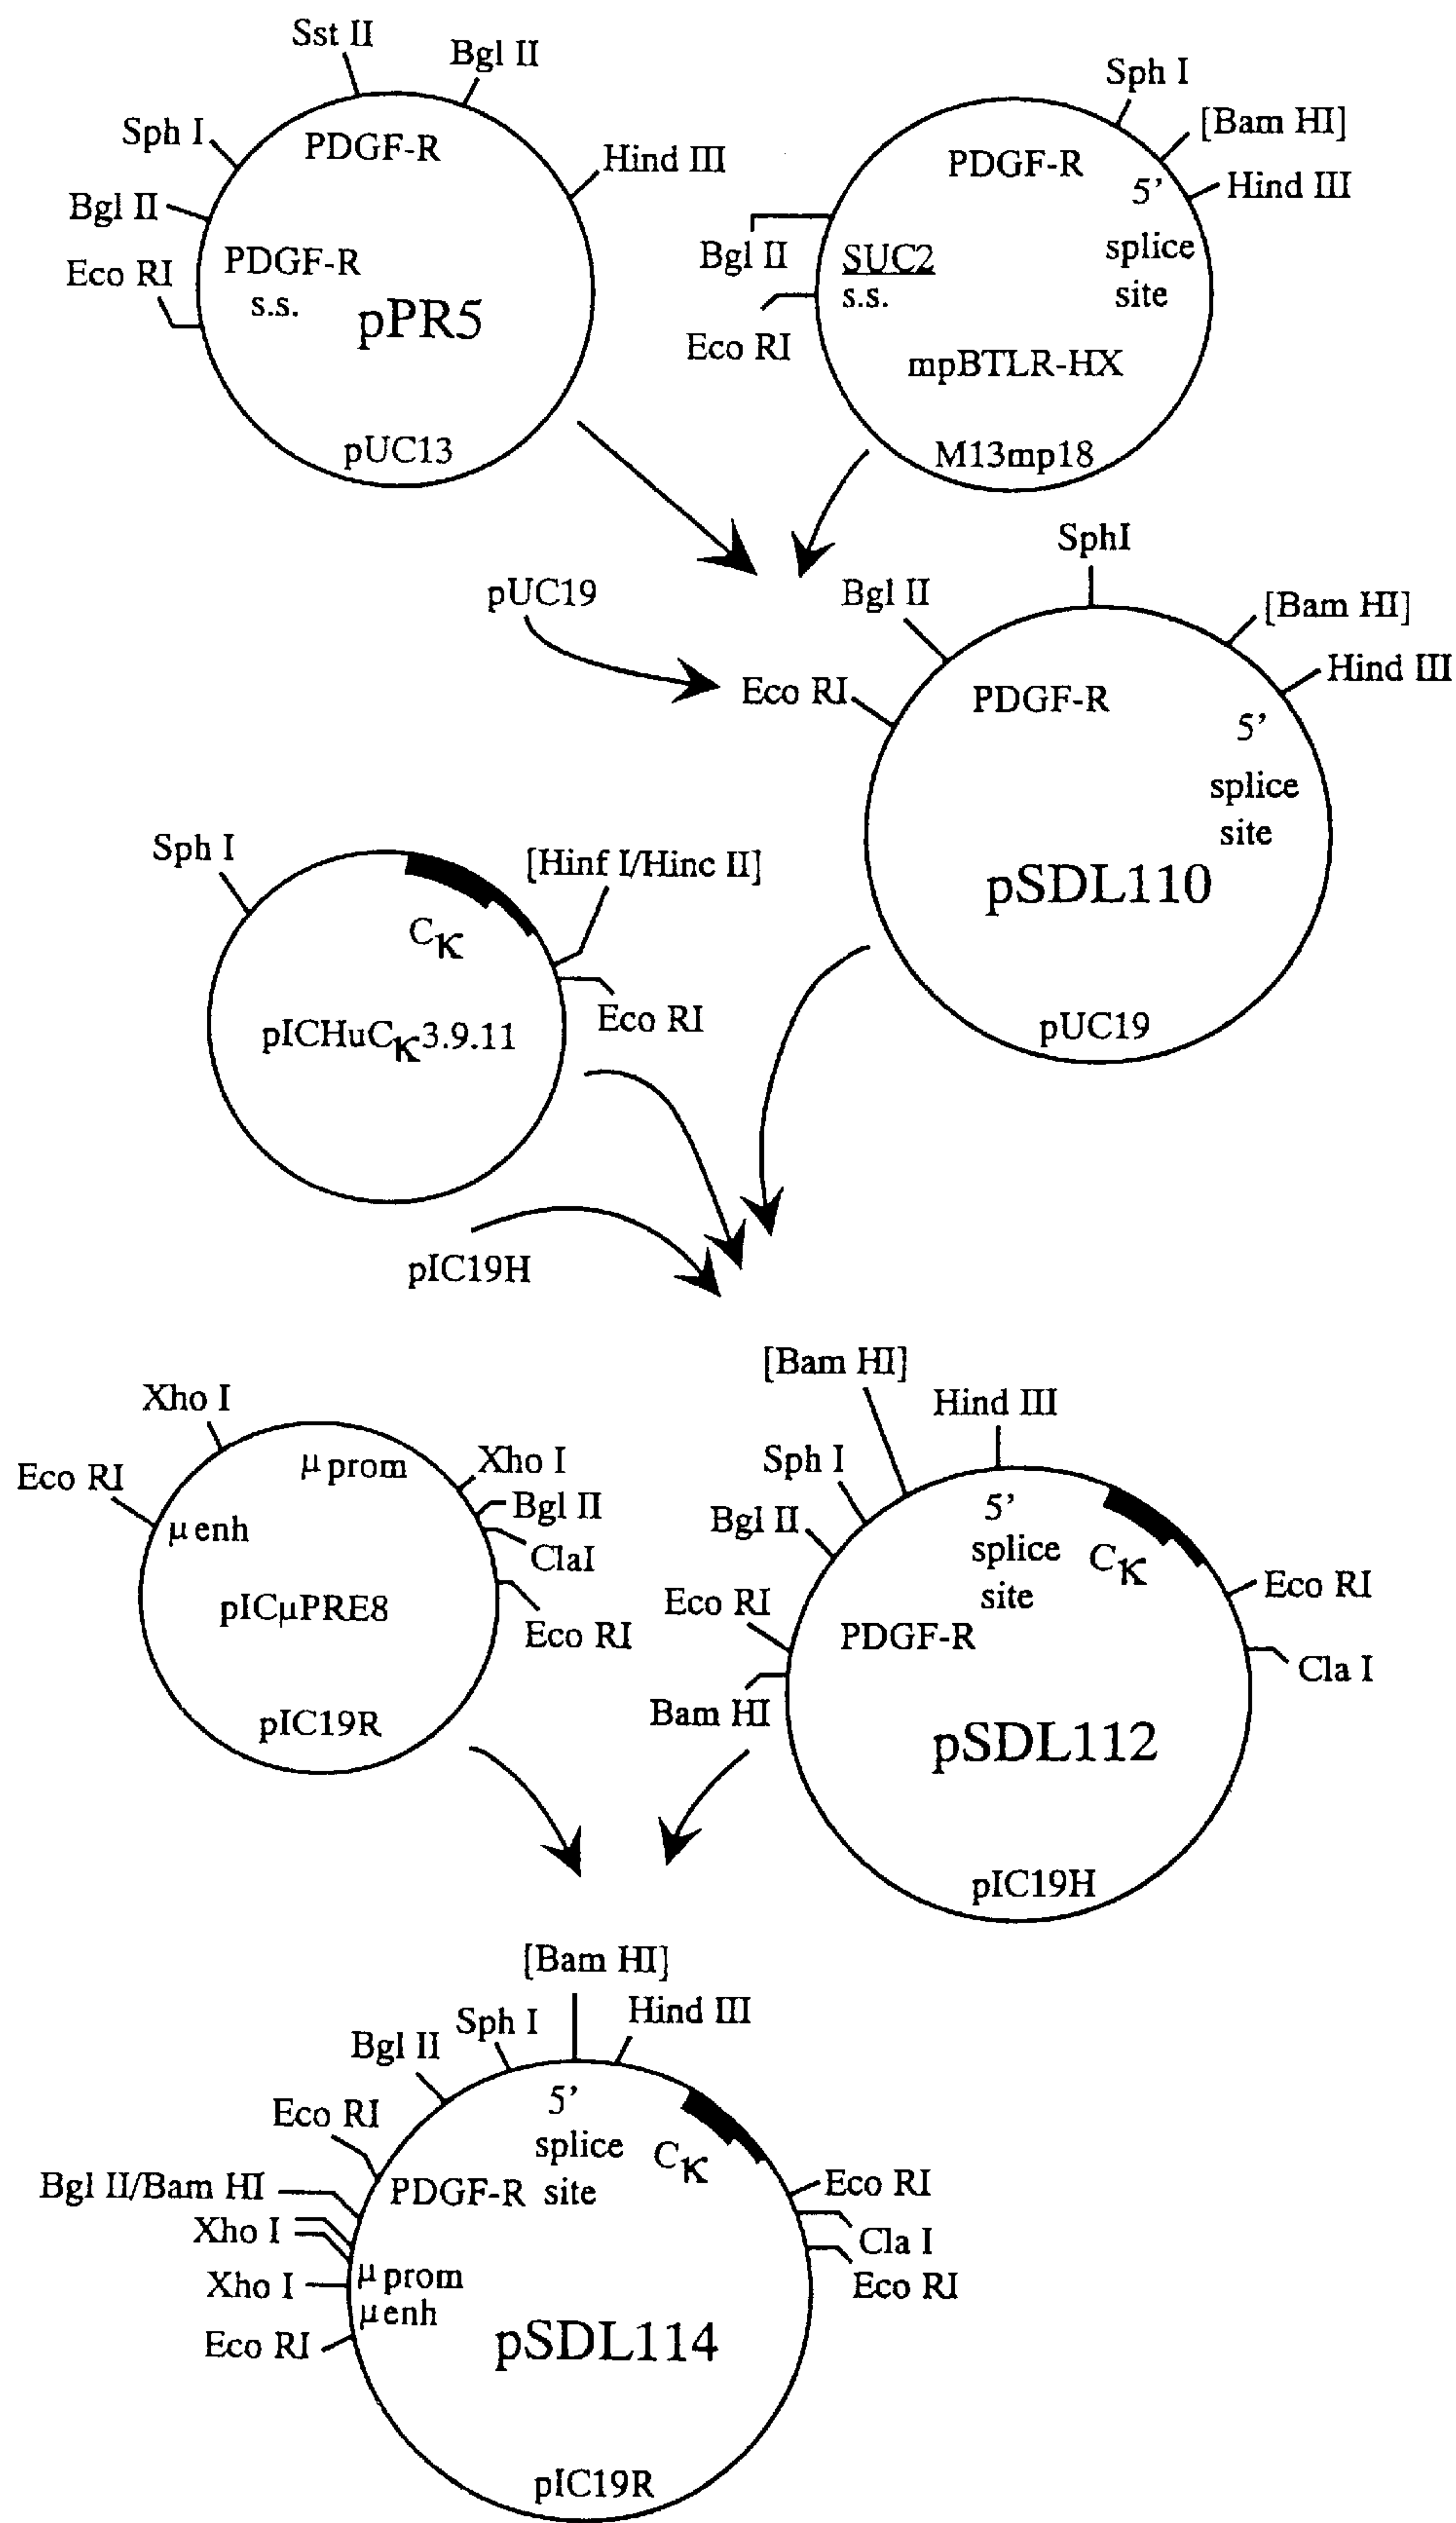 Sst II
Bgl II
Sph I
PDGF-R
Hind III
Bgl II
Eco RI
PDGF-R
s.s.
pPR5
pUC13
Sph I
[Bam HI]
PDGF-R
5'
Hind III
Bgl II
SUC2
s.s.
splice
site
Eco RI
mpBTLR-HX
M13mp18
pUC19
SphI
Bgl II
[Bam HI]
Eco RI
PDGF-R
Hind III
5'
splice
site
pSDL110
pUC19
Sph I
[Hinf I/Hinc II]
Cκ
Eco RI
pICHuCκ3.9.11
pIC19H
Xho I
Eco RI
μ prom
Xho I
μ enh
Bgl II
ClaI
pICμPRE8
Eco RI
pIC19R
[Bam HI]
Hind III
Sph I
5'
Bgl II
splice
site
Cκ
Eco RI
Eco RI
PDGF-R
Cla I
Bam HI
pSDL112
pIC19H
[Bam HI]
Sph I
Hind III
Bgl II
5'
Eco RI
splice
Cκ
Bgl II/Bam HI
PDGF-R
site
Eco RI
Xho I
Cla I
Xho I
μ prom
Eco RI
μ enh
Eco RI
pSDL114
pIC19R